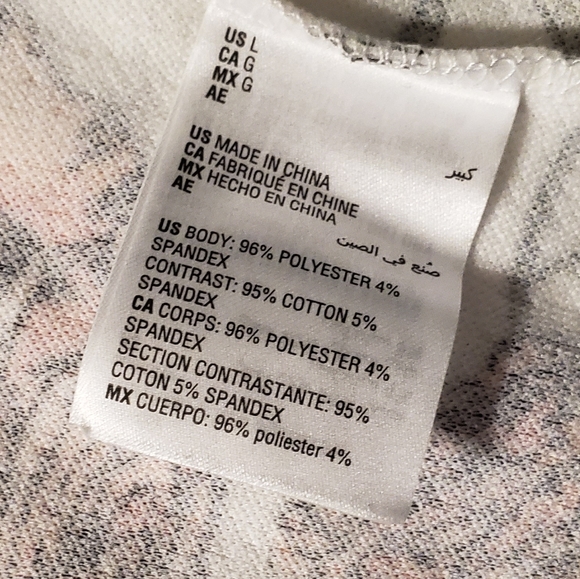 US L
CA G
MX G
AE
كبير
US MADE IN CHINA
CA FABRIQUÉ EN CHINE
MX HECHO EN CHINA
AE
صُنع في الصين
US BODY: 96% POLYESTER 4%
SPANDEX
CONTRAST: 95% COTTON 5%
SPANDEX
CA CORPS: 96% POLYESTER 4%
SPANDEX
SECTION CONTRASTANTE: 95%
COTON 5% SPANDEX
MX CUERPO: 96% poliester 4%